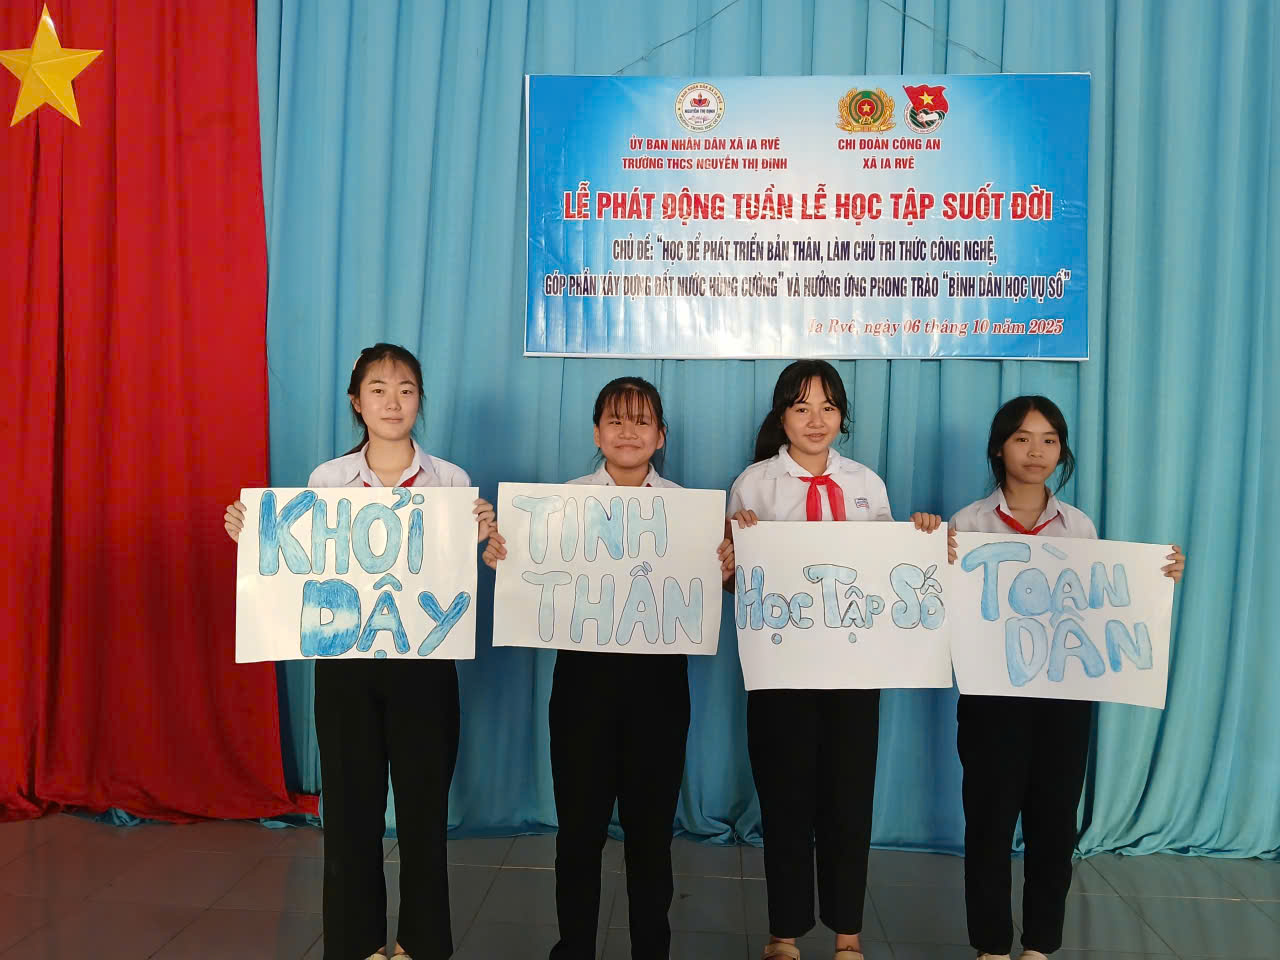 ỦY BAN NHÂN DÂN XÃ IA RVÊ
TRƯỜNG THCS NGUYỄN THỊ ĐỊNH
CHI ĐOÀN CÔNG AN
XÃ IA RVÊ
LỄ PHÁT ĐỘNG TUẦN LỄ HỌC TẬP SUỐT ĐỜI
CHỦ ĐỀ: "HỌC ĐỂ PHÁT TRIỂN BẢN THÂN, LÀM CHỦ TRI THỨC CÔNG NGHỆ,
GÓP PHẦN XÂY DỰNG ĐẤT NƯỚC HÙNG CƯỜNG" VÀ HƯỞNG ỨNG PHONG TRÀO "BÌNH DÂN HỌC VỤ SỐ"
Ia Rvê, ngày 06 tháng 10 năm 2025
KHỞI
DẬY
TINH
THẦN
HỌC TẬP SỐ
TOÀN
DÂN